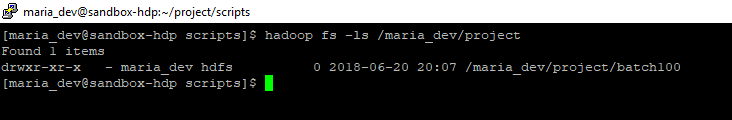 maria_dev@sandbox-hdp:~/project/scripts
[maria_dev@sandbox-hdp scripts]$ hadoop fs -ls /maria_dev/project
Found 1 items
drwxr-xr-x   - maria_dev hdfs          0 2018-06-20 20:07 /maria_dev/project/batch100
[maria_dev@sandbox-hdp scripts]$